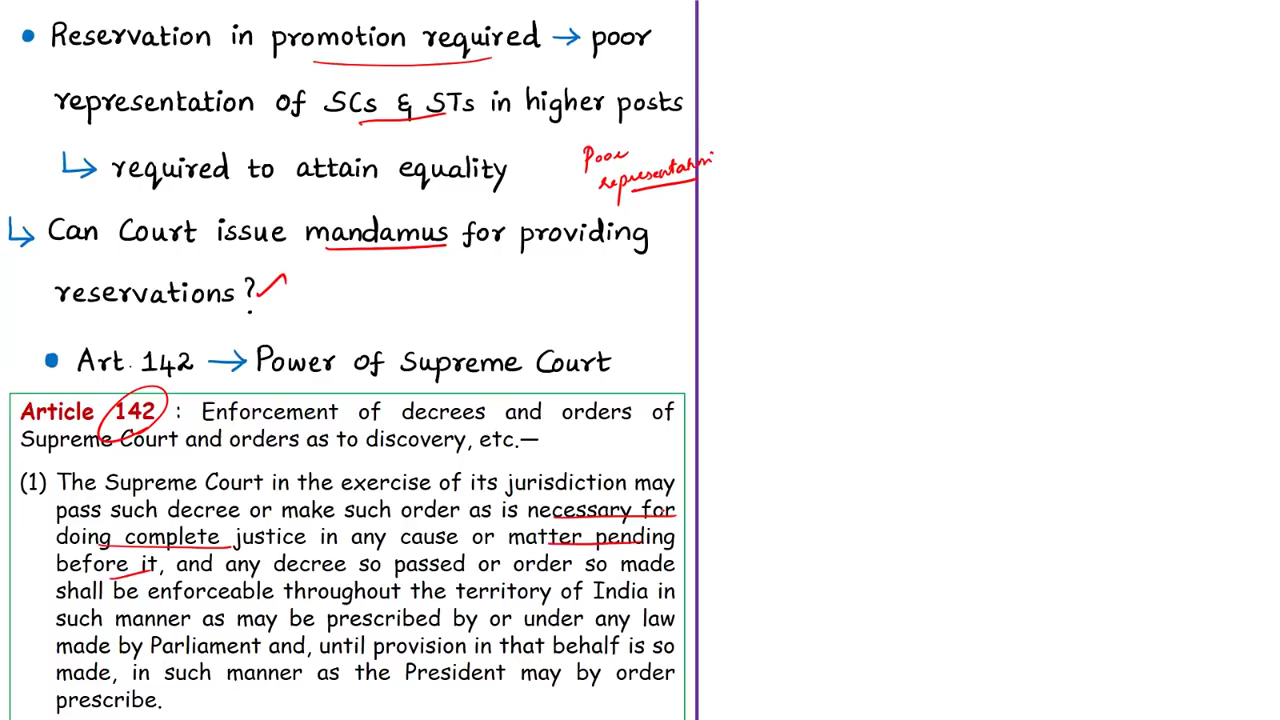 • Reservation in promotion required → poor
representation of SCs & STs in higher posts
↳ required to attain equality
Poor
representation
↳ Can Court issue mandamus for providing
reservations? ✓
• Art. 142 → Power of Supreme Court
Article 142 : Enforcement of decrees and orders of
Supreme Court and orders as to discovery, etc.—
(1) The Supreme Court in the exercise of its jurisdiction may
pass such decree or make such order as is necessary for
doing complete justice in any cause or matter pending
before it, and any decree so passed or order so made
shall be enforceable throughout the territory of India in
such manner as may be prescribed by or under any law
made by Parliament and, until provision in that behalf is so
made, in such manner as the President may by order
prescribe.